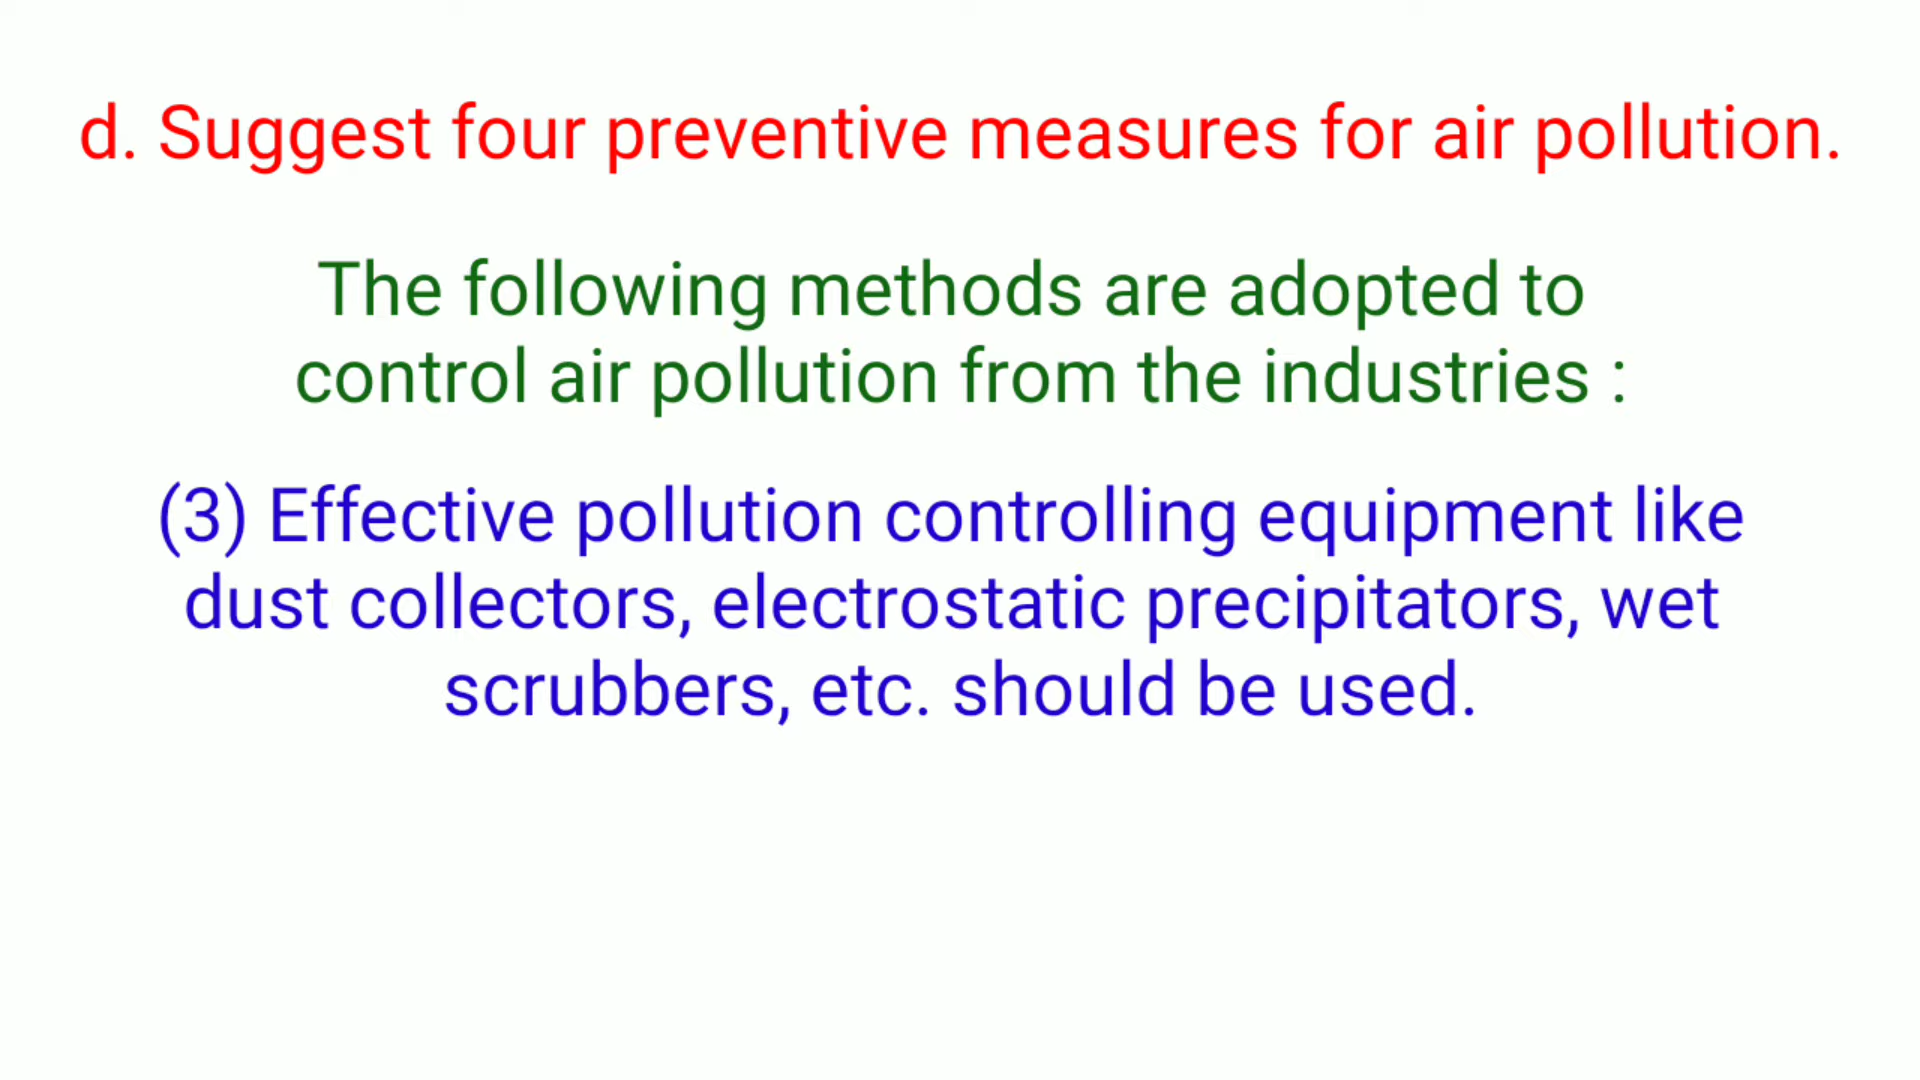 d. Suggest four preventive measures for air pollution.
The following methods are adopted to
control air pollution from the industries :
(3) Effective pollution controlling equipment like
dust collectors, electrostatic precipitators, wet
scrubbers, etc. should be used.